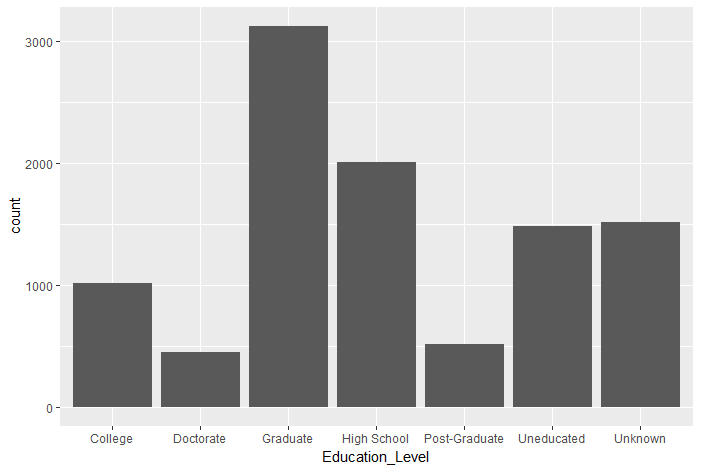 3000
2000
1000
0
count
College Doctorate Graduate High School Post-Graduate Uneducated Unknown
Education_Level